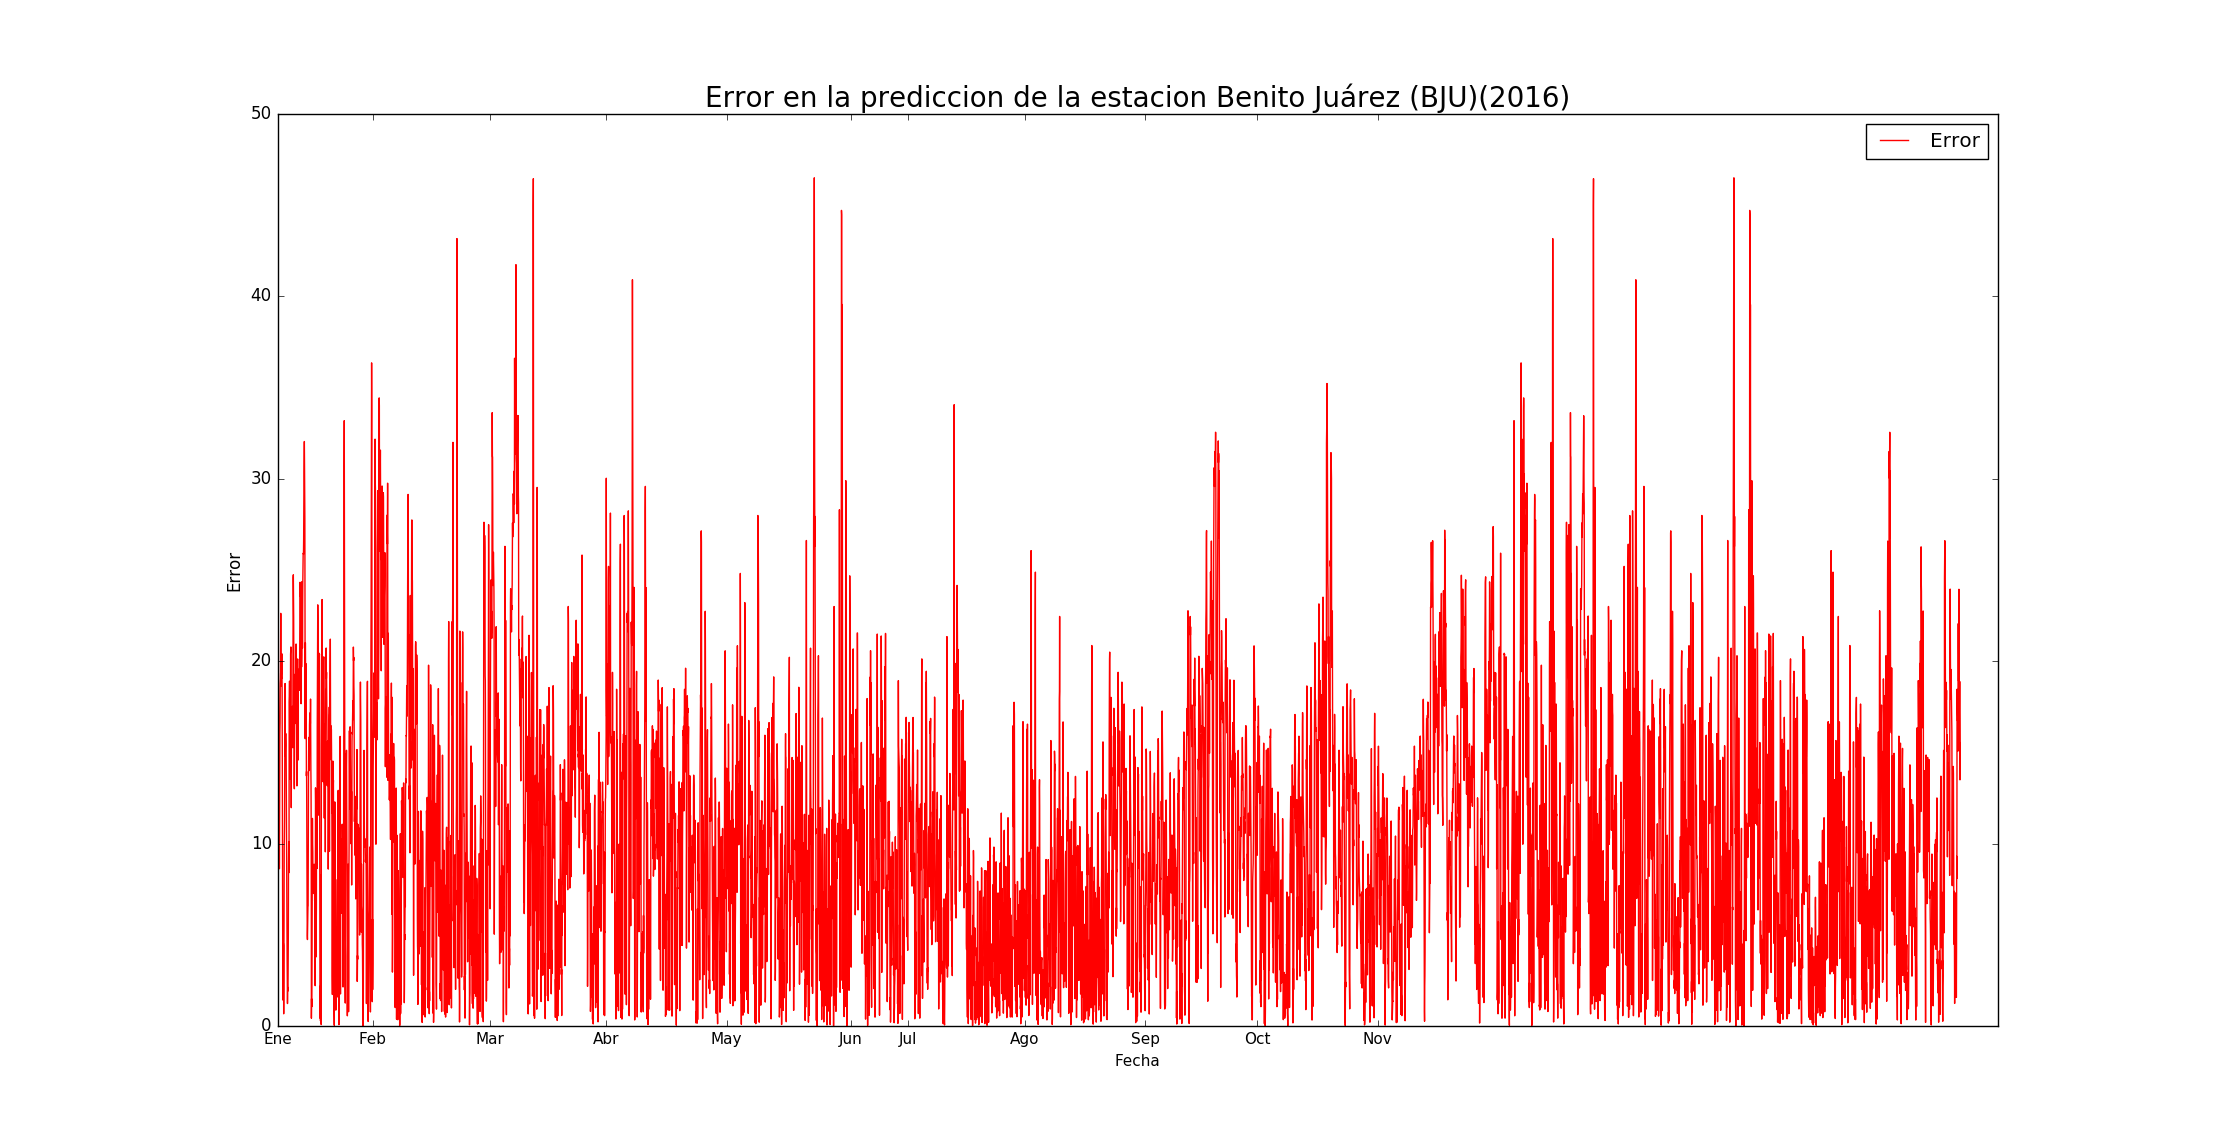 Error en la prediccion de la estacion Benito Juárez (BJU)(2016)
Error
50
40
30
20
10
0
Error
Ene Feb Mar Abr May Jun Jul Ago Sep Oct Nov
Fecha